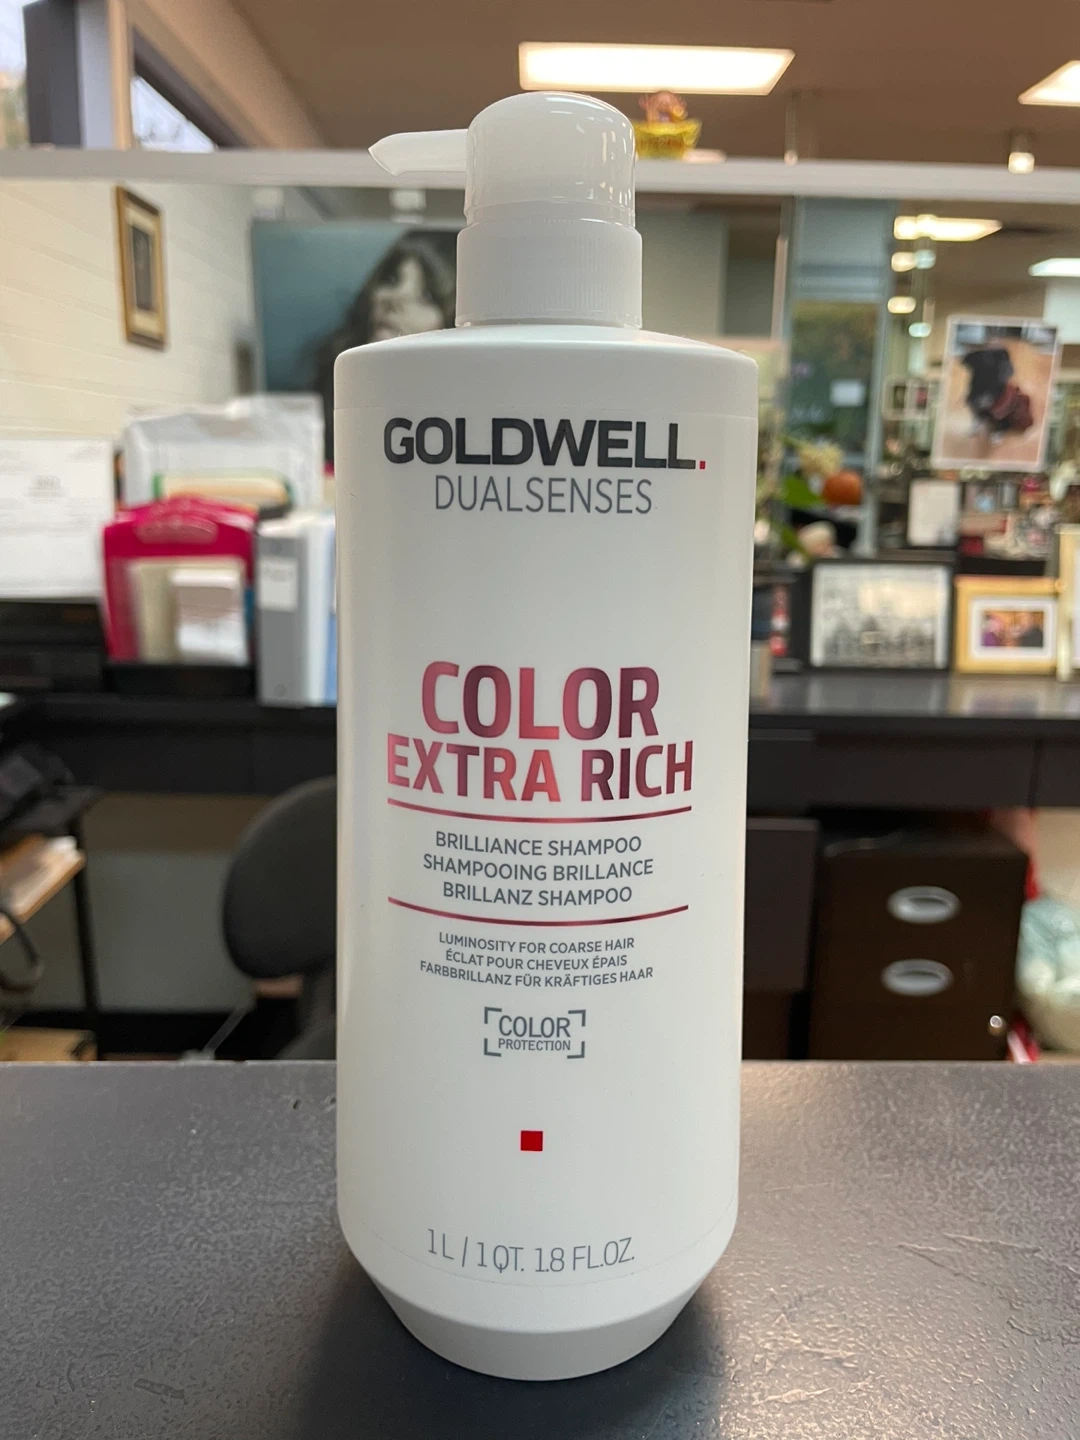 GOLDWELL.
DUALSENSES
COLOR
EXTRA RICH
BRILLIANCE SHAMPOO
SHAMPOOING BRILLANCE
BRILLANZ SHAMPOO
LUMINOSITY FOR COARSE HAIR
ÉCLAT POUR CHEVEUX ÉPAIS
FARBBRILLANZ FÜR KRÄFTIGES HAAR
COLOR
PROTECTION
1 L / 1 QT. 1.8 FL.OZ.